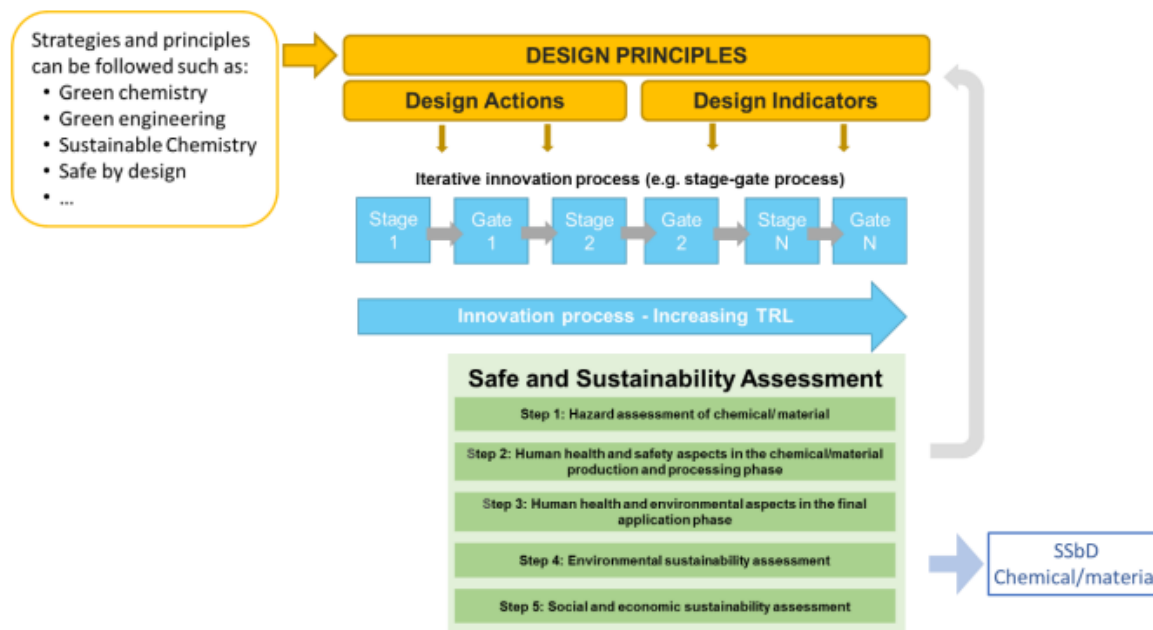 Strategies and principles
can be followed such as:
• Green chemistry
• Green engineering
• Sustainable Chemistry
• Safe by design
• ...
DESIGN PRINCIPLES
Design Actions
Design Indicators
Iterative innovation process (e.g. stage-gate process)
Stage
1
Gate
1
Stage
2
Gate
2
Stage
N
Gate
N
Innovation process - Increasing TRL
Safe and Sustainability Assessment
Step 1: Hazard assessment of chemical/ material
Step 2: Human health and safety aspects in the chemical/material
production and processing phase
Step 3: Human health and environmental aspects in the final
application phase
Step 4: Environmental sustainability assessment
Step 5: Social and economic sustainability assessment
SSbD
Chemical/materia